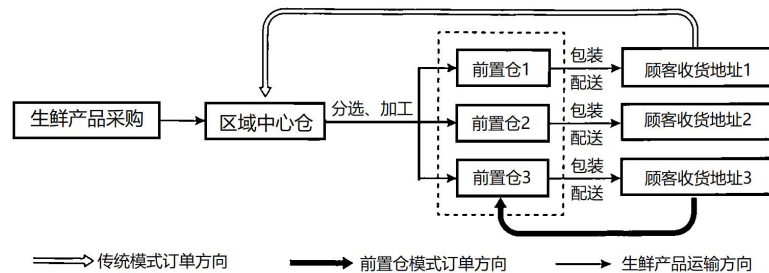 前置仓1
包装
配送
顾客收货地址1
生鲜产品采购
区域中心仓
分选、加工
前置仓2
包装
配送
顾客收货地址2
前置仓3
包装
配送
顾客收货地址3
传统模式订单方向
前置仓模式订单方向
生鲜产品运输方向